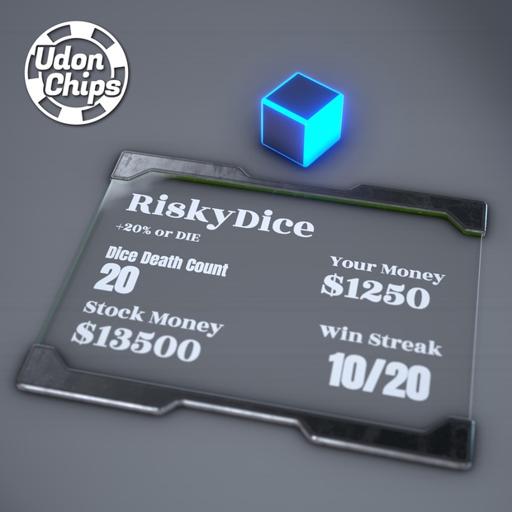 Udon
Chips
RiskyDice
+20% or DIE
Dice Death Count
20
Stock Money
$13500
Your Money
$1250
Win Streak
10/20